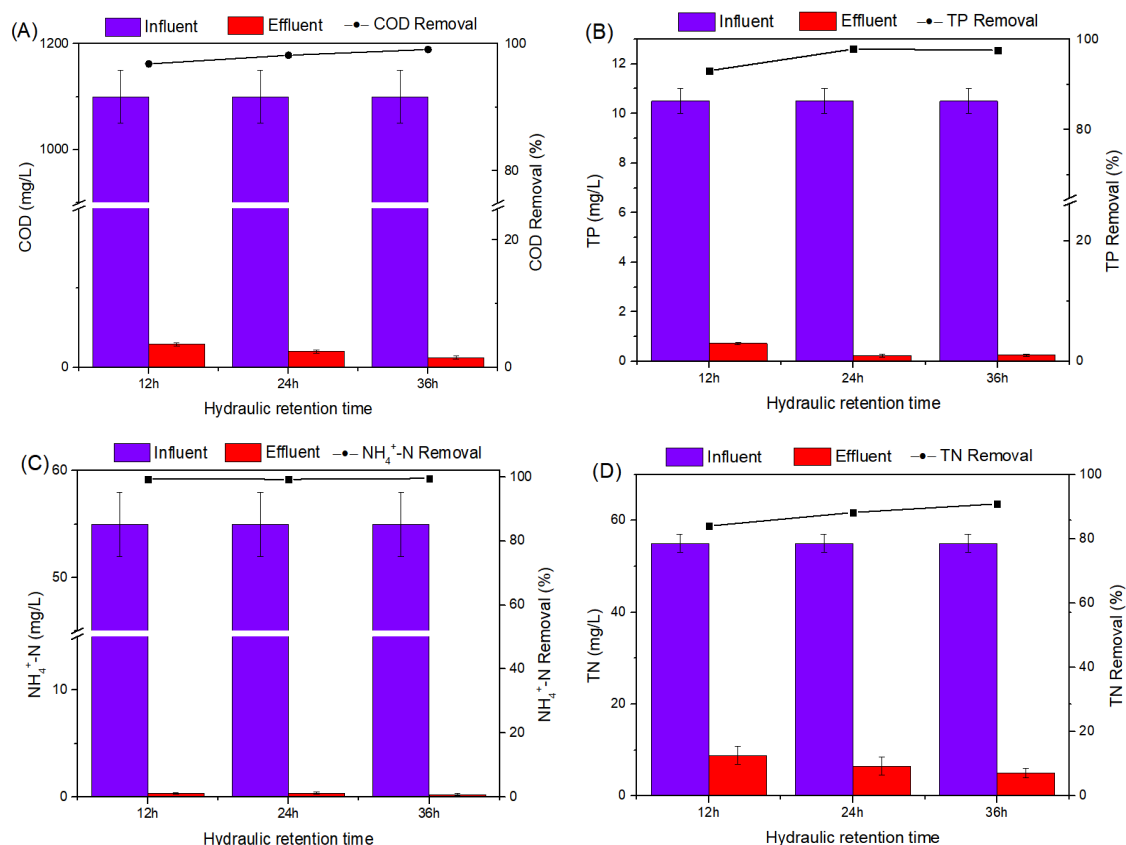 (A)
Influent Effluent COD Removal
1200
1000
0
COD (mg/L)
100
80
20
0
COD Removal (%)
12h 24h 36h
Hydraulic retention time
(B)
Influent Effluent TP Removal
12
10
8
6
4
2
0
TP (mg/L)
100
80
20
0
TP Removal (%)
12h 24h 36h
Hydraulic retention time
(C)
Influent Effluent NH₄⁺-N Removal
60
50
10
0
NH₄⁺-N (mg/L)
100
80
60
40
20
0
NH₄⁺-N Removal (%)
12h 24h 36h
Hydraulic retention time
(D)
Influent Effluent TN Removal
60
40
20
0
TN (mg/L)
100
80
60
40
20
0
TN Removal (%)
12h 24h 36h
Hydraulic retention time